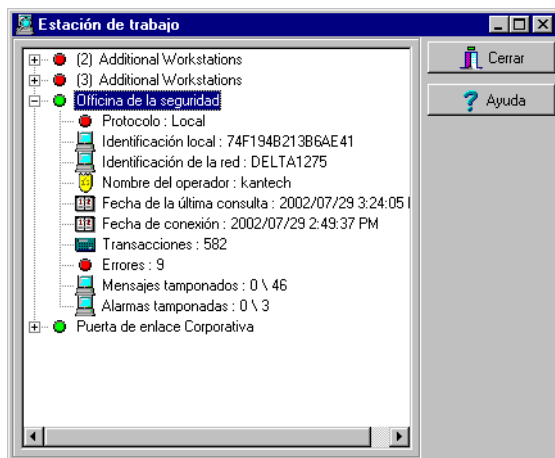 Estación de trabajo
(2) Additional Workstations
(3) Additional Workstations
Officina de la seguridad
Protocolo : Local
Identificación local : 74F194B213B6AE41
Identificación de la red : DELTA1275
Nombre del operador : kantech
Fecha de la última consulta : 2002/07/29 3:24:05
Fecha de conexión : 2002/07/29 2:49:37 PM
Transacciones : 582
Errores : 9
Mensajes tamponados : 0 \ 46
Alarmas tamponadas : 0 \ 3
Puerta de enlace Corporativa
Cerrar
Ayuda